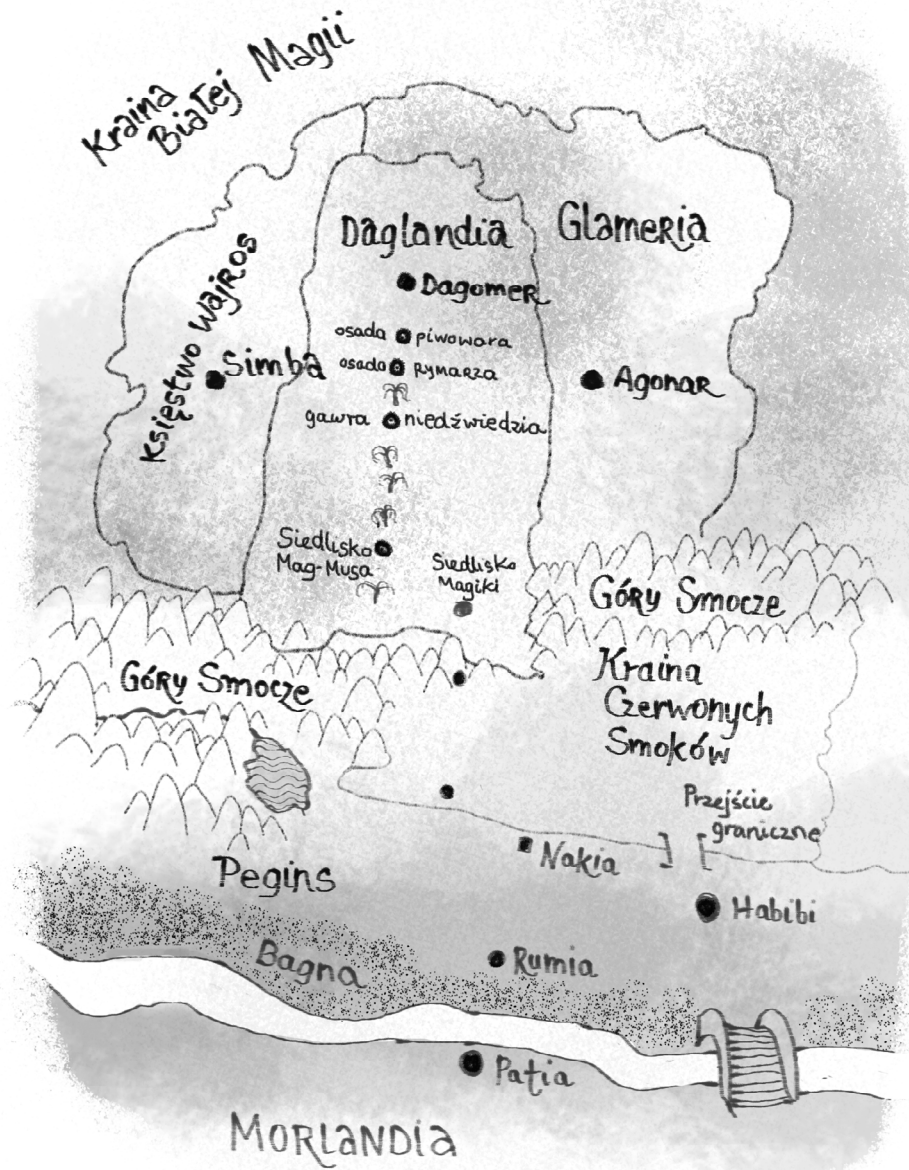 Kraina
Białej Magii
Daglandia
Glameria
Dagomer
Księstwo Wajros
osada piwowara
Simba
osada rymarza
Agonar
gawra niedźwiedzia
Siedlisko
Mag-Musa
Siedlisko
Magiki
Góry Smocze
Góry Smocze
Kraina
Czerwonych
Smoków
Przejście
graniczne
Nakia
Pegins
Habibi
Bagna
Rumia
Patia
MORLANDIA